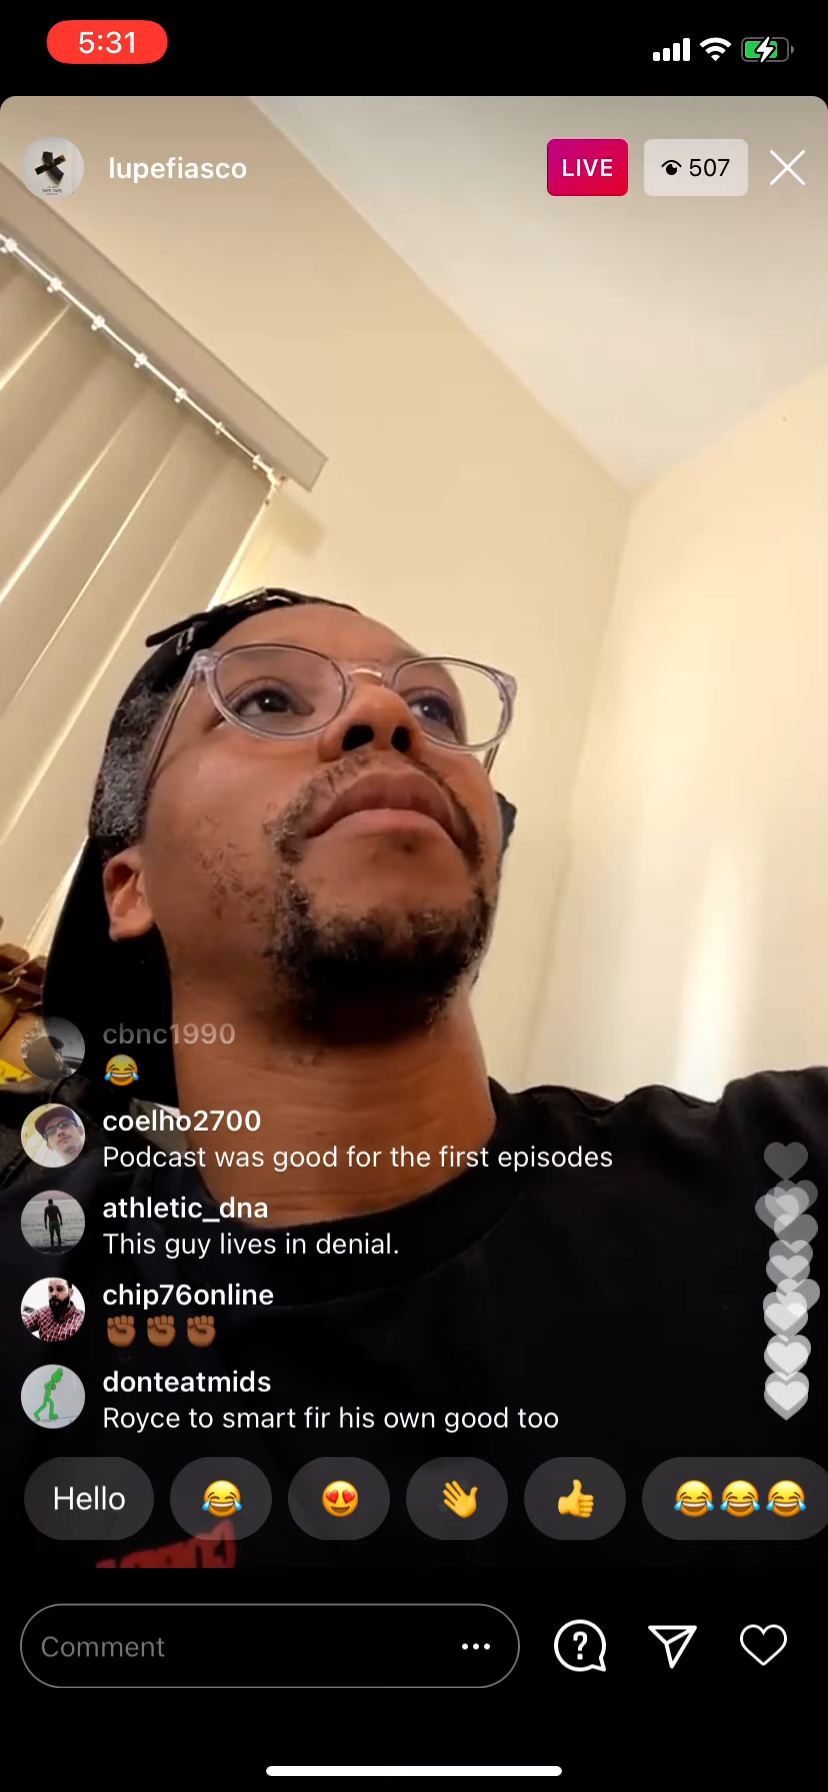 5:31
lupefiasco
LIVE
507
cbnc1990
😂
coelho2700
Podcast was good for the first episodes
athletic_dna
This guy lives in denial.
chip76online
✊🏾✊🏾✊🏾
donteatmids
Royce to smart fir his own good too
Hello 😂 😍 👋 👍 😂😂😂
Comment